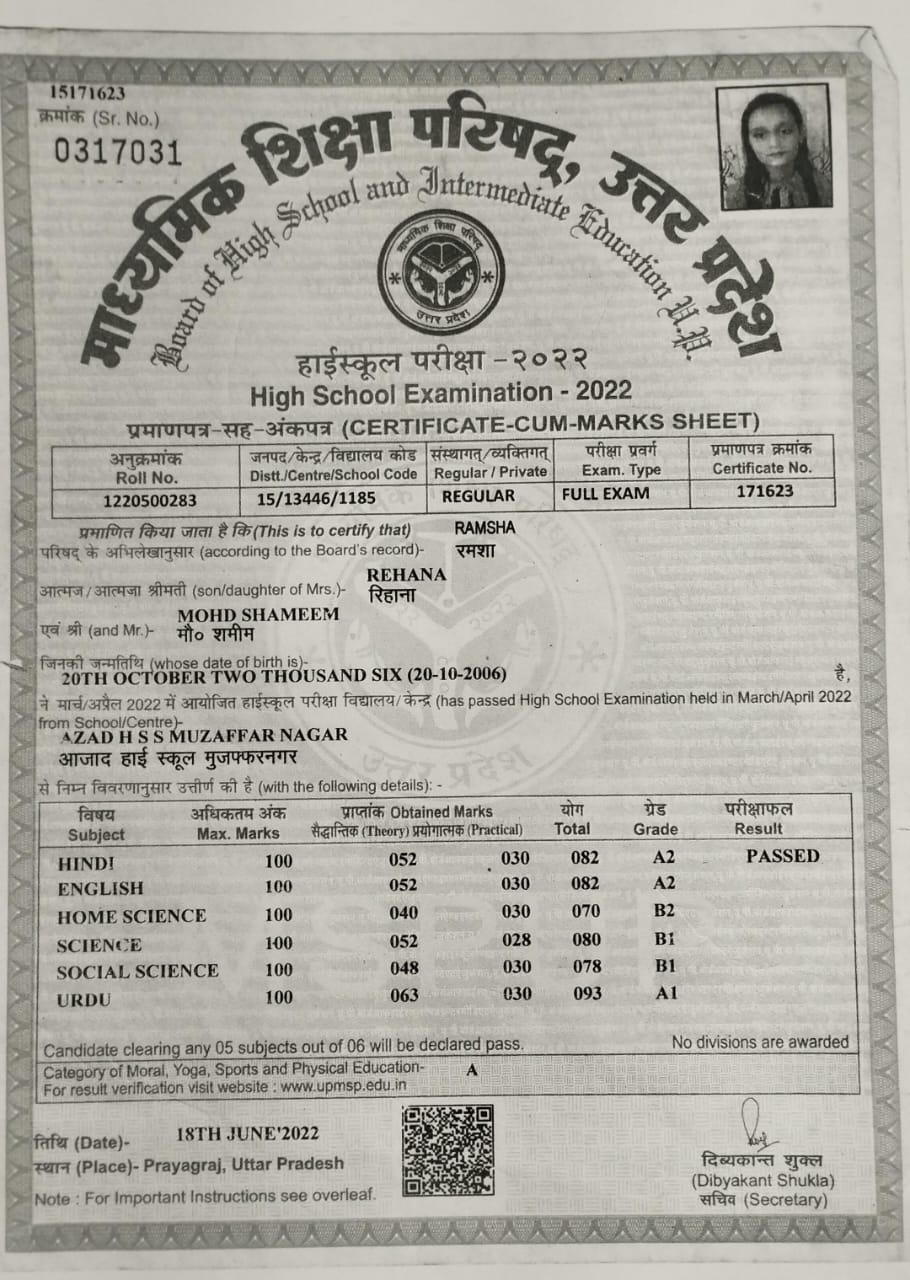 15171623
क्रमांक (Sr. No.)
0317031
माध्यमिक शिक्षा परिषद्, उत्तर प्रदेश
Board of High School and Intermediate Education U.P.
माध्यमिक शिक्षा परिषद्
उत्तर प्रदेश
हाईस्कूल परीक्षा -२०२२
High School Examination - 2022
प्रमाणपत्र-सह-अंकपत्र (CERTIFICATE-CUM-MARKS SHEET)
अनुक्रमांक जनपद/केन्द्र/विद्यालय कोड संस्थागत्/व्यक्तिगत् परीक्षा प्रवर्ग प्रमाणपत्र क्रमांक
Roll No. Distt./Centre/School Code Regular / Private Exam. Type Certificate No.
1220500283 15/13446/1185 REGULAR FULL EXAM 171623
प्रमाणित किया जाता है कि(This is to certify that) RAMSHA
परिषद् के अभिलेखानुसार (according to the Board's record)- रमशा
REHANA
आत्मज/आत्मजा श्रीमती (son/daughter of Mrs.)- रिहाना
MOHD SHAMEEM
एवं श्री (and Mr.)- मौ० शमीम
जिनकी जन्मतिथि (whose date of birth is)-
20TH OCTOBER TWO THOUSAND SIX (20-10-2006) है,
ने मार्च/अप्रैल 2022 में आयोजित हाईस्कूल परीक्षा विद्यालय/केन्द्र (has passed High School Examination held in March/April 2022
from School/Centre)-
AZAD H S S MUZAFFAR NAGAR
आजाद हाई स्कूल मुजफ्फरनगर
से निम्न विवरणानुसार उत्तीर्ण की है (with the following details): -
विषय अधिकतम अंक प्राप्तांक Obtained Marks योग ग्रेड परीक्षाफल
Subject Max. Marks सैद्धान्तिक (Theory) प्रयोगात्मक (Practical) Total Grade Result
HINDI 100 052 030 082 A2 PASSED
ENGLISH 100 052 030 082 A2
HOME SCIENCE 100 040 030 070 B2
SCIENCE 100 052 028 080 B1
SOCIAL SCIENCE 100 048 030 078 B1
URDU 100 063 030 093 A1
Candidate clearing any 05 subjects out of 06 will be declared pass. No divisions are awarded
Category of Moral, Yoga, Sports and Physical Education- A
For result verification visit website : www.upmsp.edu.in
तिथि (Date)- 18TH JUNE'2022
स्थान (Place)- Prayagraj, Uttar Pradesh
Note : For Important Instructions see overleaf.
दिब्यकान्त शुक्ल
(Dibyakant Shukla)
सचिव (Secretary)